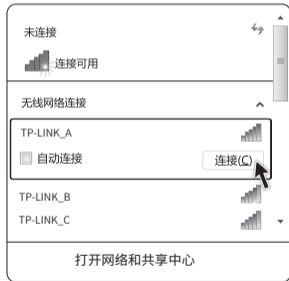 未连接
连接可用
无线网络连接
TP-LINK_A
自动连接
连接(C)
TP-LINK_B
TP-LINK_C
打开网络和共享中心